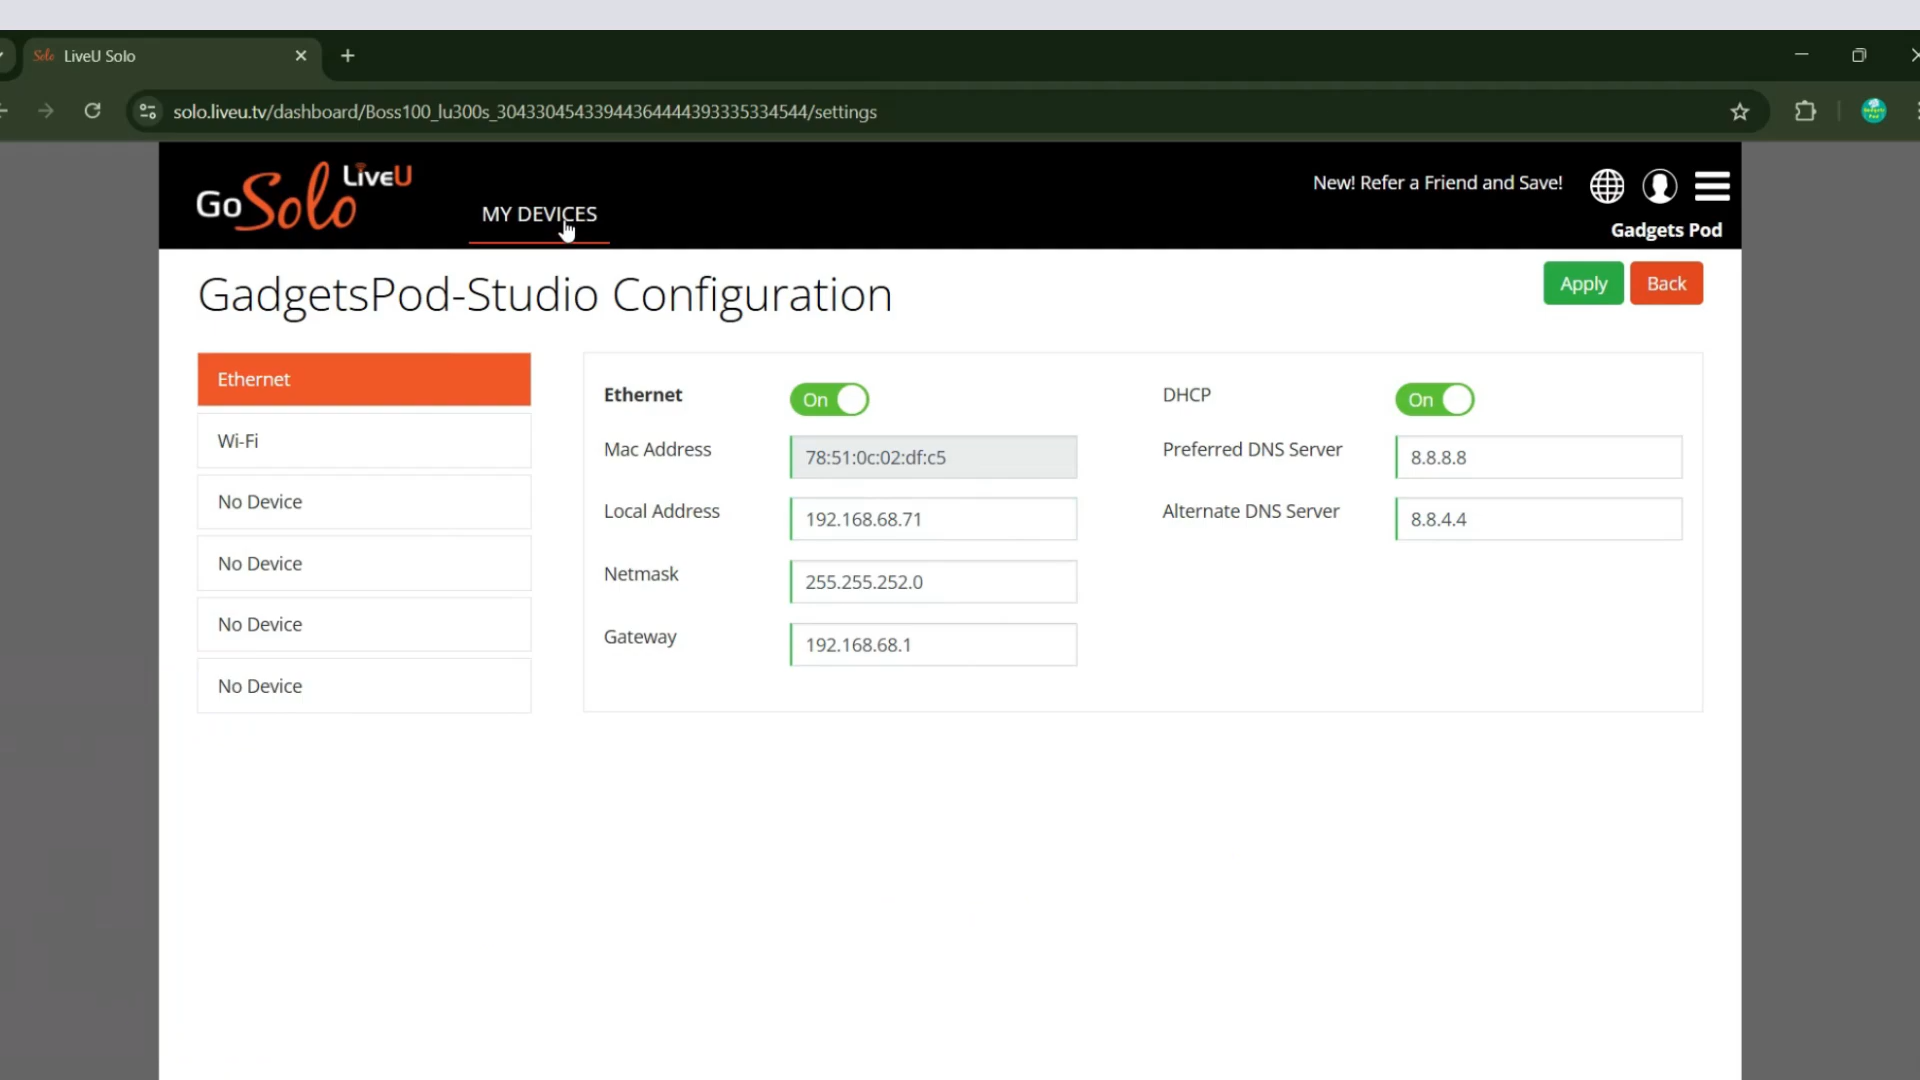 Solo LiveU Solo
solo.liveu.tv/dashboard/Boss100_lu300s_30433045433944364444393335334544/settings
Go Solo LiveU
MY DEVICES
New! Refer a Friend and Save!
Gadgets Pod
GadgetsPod-Studio Configuration
Apply
Back
Ethernet
Wi-Fi
No Device
No Device
No Device
No Device
Ethernet
On
Mac Address
78:51:0c:02:df:c5
Local Address
192.168.68.71
Netmask
255.255.252.0
Gateway
192.168.68.1
DHCP
On
Preferred DNS Server
8.8.8.8
Alternate DNS Server
8.8.4.4